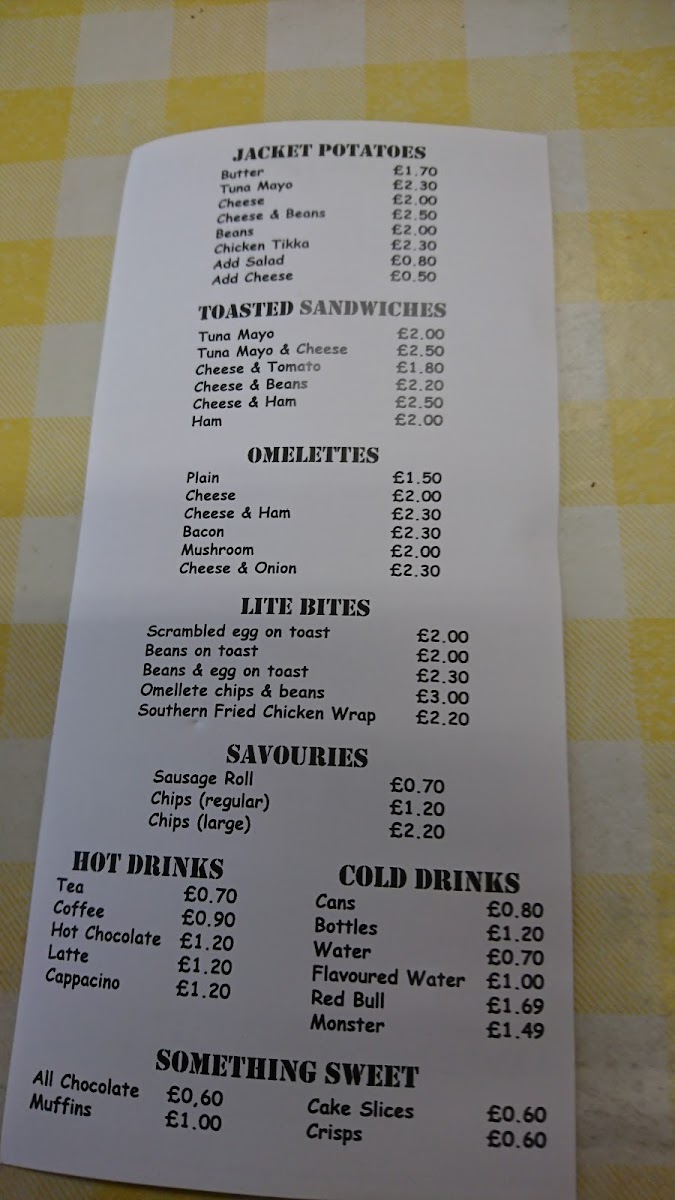 JACKET POTATOES
Butter £1.70
Tuna Mayo £2.30
Cheese £2.00
Cheese & Beans £2.50
Beans £2.00
Chicken Tikka £2.30
Add Salad £0.80
Add Cheese £0.50
TOASTED SANDWICHES
Tuna Mayo £2.00
Tuna Mayo & Cheese £2.50
Cheese & Tomato £1.80
Cheese & Beans £2.20
Cheese & Ham £2.50
Ham £2.00
OMELETTES
Plain £1.50
Cheese £2.00
Cheese & Ham £2.30
Bacon £2.30
Mushroom £2.00
Cheese & Onion £2.30
LITE BITES
Scrambled egg on toast £2.00
Beans on toast £2.00
Beans & egg on toast £2.30
Omellete chips & beans £3.00
Southern Fried Chicken Wrap £2.20
SAVOURIES
Sausage Roll £0.70
Chips (regular) £1.20
Chips (large) £2.20
HOT DRINKS
Tea £0.70
Coffee £0.90
Hot Chocolate £1.20
Latte £1.20
Cappacino £1.20
COLD DRINKS
Cans £0.80
Bottles £1.20
Water £0.70
Flavoured Water £1.00
Red Bull £1.69
Monster £1.49
SOMETHING SWEET
All Chocolate £0,60
Muffins £1.00
Cake Slices £0.60
Crisps £0.60